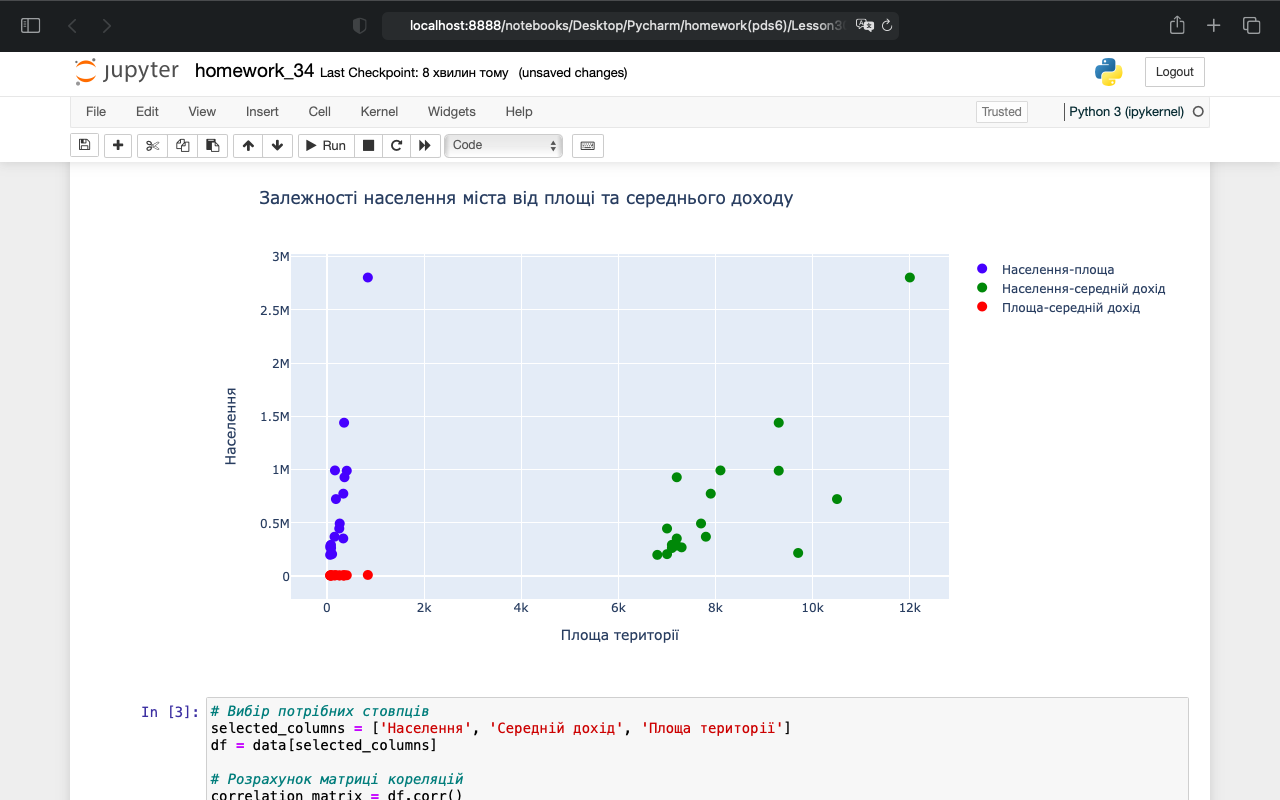 localhost:8888/notebooks/Desktop/Pycharm/homework(pds6)/Lesson30
jupyter homework_34 Last Checkpoint: 8 хвилин тому (unsaved changes)
Logout
File Edit View Insert Cell Kernel Widgets Help
Trusted
Python 3 (ipykernel)
Run
Code
Залежності населення міста від площі та середнього доходу
3M
2.5M
2M
1.5M
1M
0.5M
0
Населення
0 2k 4k 6k 8k 10k 12k
Площа території
Населення-площа
Населення-середній дохід
Площа-середній дохід
In [3]:
# Вибір потрібних стовпців
selected_columns = ['Населення', 'Середній дохід', 'Площа території']
df = data[selected_columns]
# Розрахунок матриці кореляцій
correlation_matrix = df.corr()